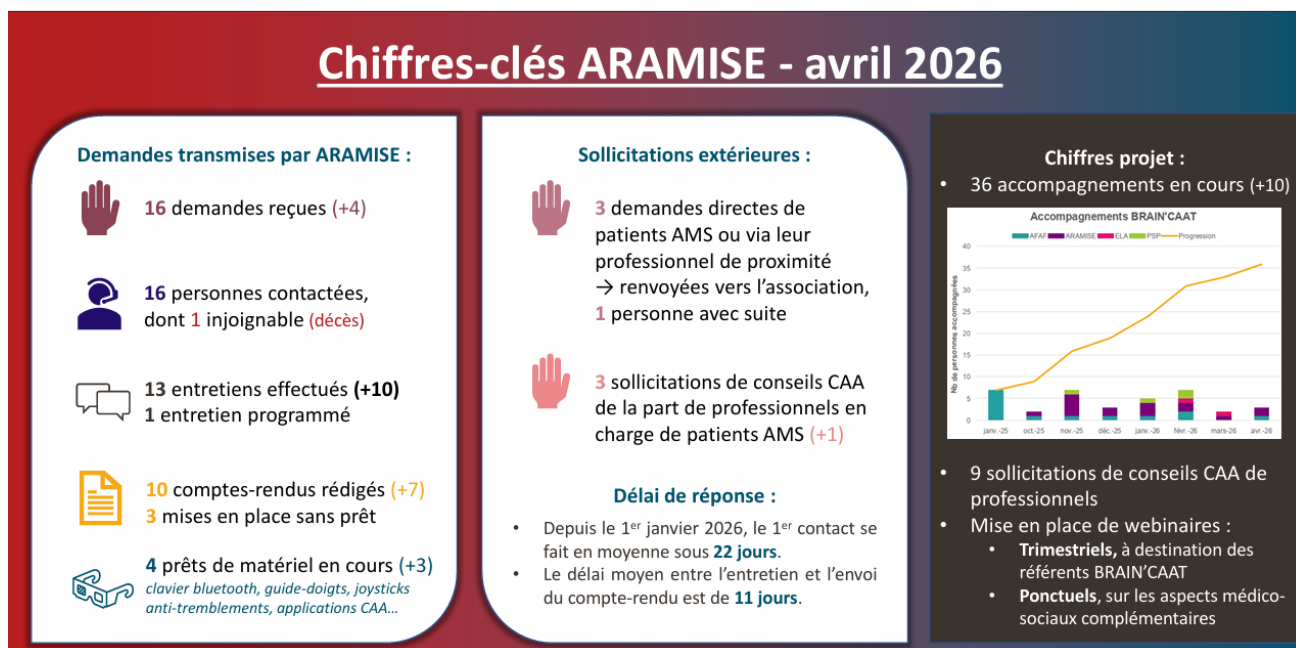 Chiffres-clés ARAMISE - avril 2026
Demandes transmises par ARAMISE :
16 demandes reçues (+4)
16 personnes contactées,
dont 1 injoignable (décès)
13 entretiens effectués (+10)
1 entretien programmé
10 comptes-rendus rédigés (+7)
3 mises en place sans prêt
4 prêts de matériel en cours (+3)
clavier bluetooth, guide-doigts, joysticks
anti-tremblements, applications CAA...
Sollicitations extérieures :
3 demandes directes de
patients AMS ou via leur
professionnel de proximité
→ renvoyées vers l'association,
1 personne avec suite
3 sollicitations de conseils CAA
de la part de professionnels en
charge de patients AMS (+1)
Délai de réponse :
• Depuis le 1er janvier 2026, le 1er contact se
fait en moyenne sous 22 jours.
• Le délai moyen entre l'entretien et l'envoi
du compte-rendu est de 11 jours.
Chiffres projet :
• 36 accompagnements en cours (+10)
Accompagnements BRAIN'CAAT
AFAF ARAMISE ELA PSP Progression
Nb de personnes accompagnées
40
35
30
25
20
15
10
5
0
janv.-25 oct.-25 nov.-25 déc.-25 janv.-26 févr.-26 mars-26 avr.-26
• 9 sollicitations de conseils CAA de
professionnels
• Mise en place de webinaires :
• Trimestriels, à destination des
référents BRAIN'CAAT
• Ponctuels, sur les aspects médico-
sociaux complémentaires